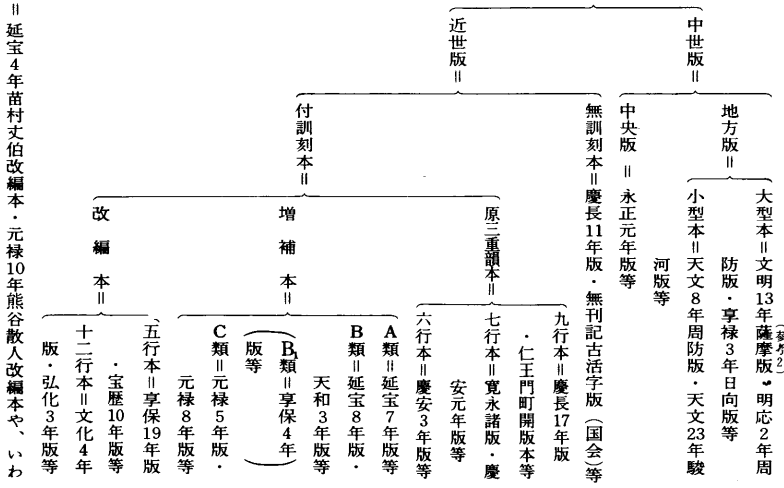 中世版=
地方版=
大型本=文明13年薩摩版・明応2年周
防版・享禄3年日向版等
小型本=天文8年周防版・天文23年駿
河版等
中央版=永正元年版等
近世版=
無訓刻本=慶長11年版・無刊記古活字版(国会)等
付訓刻本=
原三重韻本=
九行本=慶長17年版
・仁王門町開版本等
七行本=寛永諸版・慶
安元年版等
六行本=慶安3年版等
増補本=
A類=延宝7年版等
B類=延宝8年版・
天和3年版等
(B₁類=享保4年
版等)
C類=元禄5年版・
元禄8年版等
改編本=
五行本=享保19年版
・宝暦10年版等
十二行本=文化4年
版・弘化3年版等
=延宝4年苗村丈伯改編本・元禄10年熊谷散人改編本や、いわ